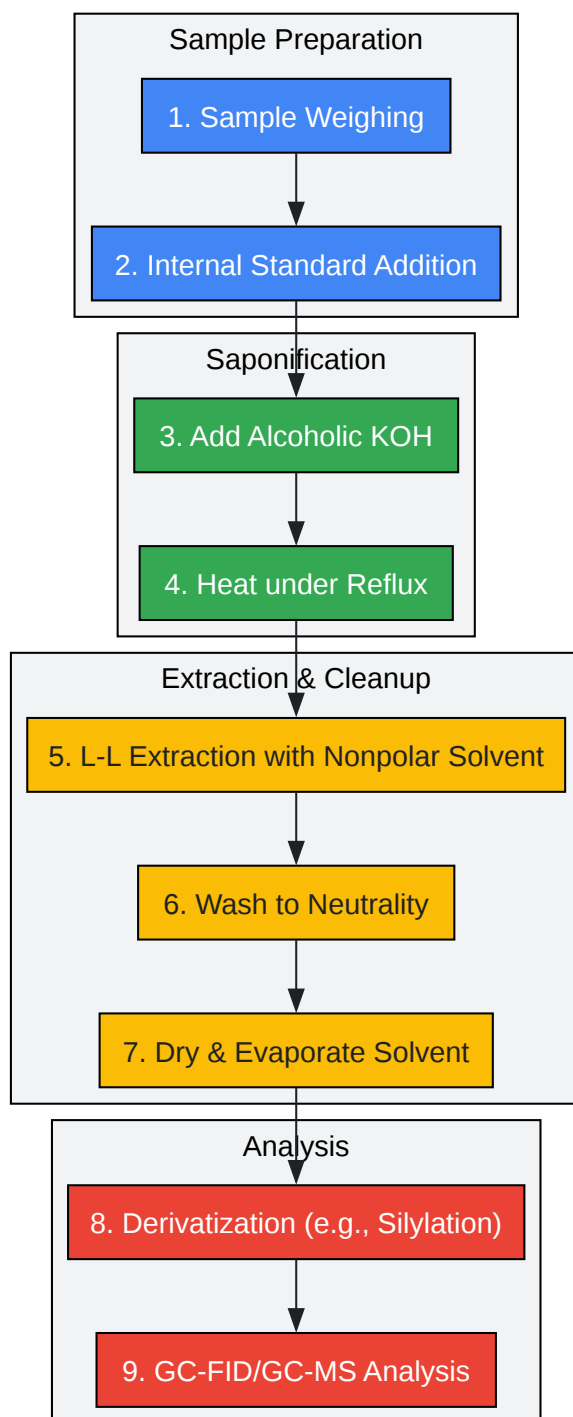 Sample Preparation
1. Sample Weighing
2. Internal Standard Addition
Saponification
3. Add Alcoholic KOH
4. Heat under Reflux
Extraction & Cleanup
5. L-L Extraction with Nonpolar Solvent
6. Wash to Neutrality
7. Dry & Evaporate Solvent
Analysis
8. Derivatization (e.g., Silylation)
9. GC-FID/GC-MS Analysis